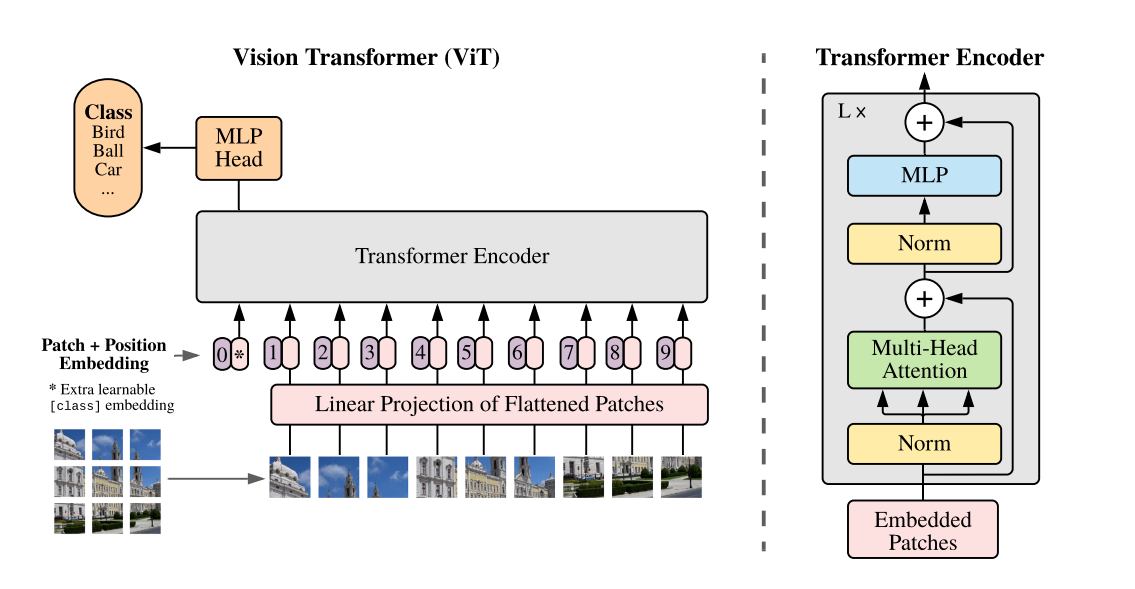 Vision Transformer (ViT)
Class
Bird
Ball
Car
...
MLP
Head
Transformer Encoder
Patch + Position
Embedding
0 * 1 2 3 4 5 6 7 8 9
* Extra learnable
[class] embedding
Linear Projection of Flattened Patches
Transformer Encoder
L ×
+
MLP
Norm
+
Multi-Head
Attention
Norm
Embedded
Patches